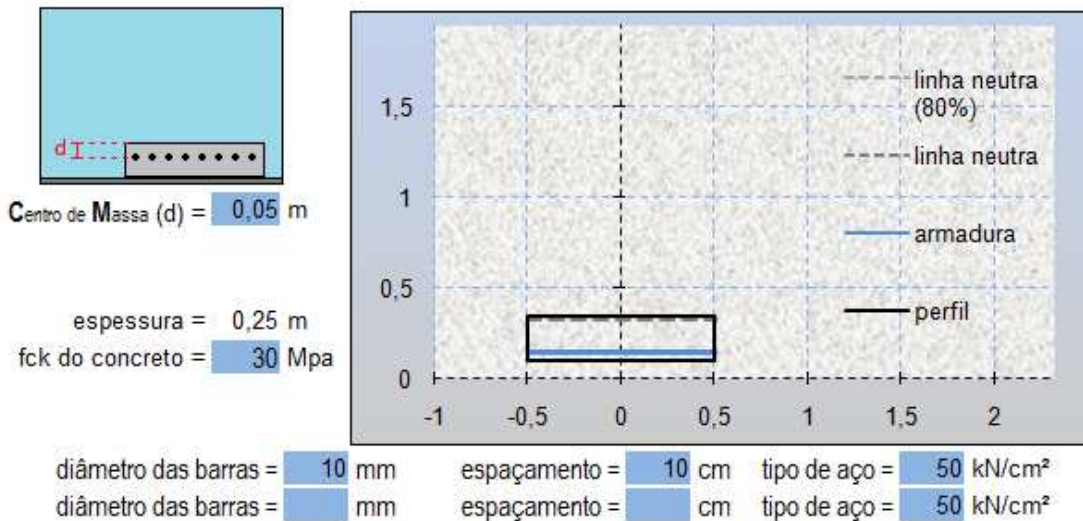 d
Centro de Massa (d) = 0,05 m
espessura = 0,25 m
fck do concreto = 30 Mpa
1,5
1
0,5
0
-1 -0,5 0 0,5 1 1,5 2
linha neutra
(80%)
linha neutra
armadura
perfil
diâmetro das barras = 10 mm espaçamento = 10 cm tipo de aço = 50 kN/cm²
diâmetro das barras = mm espaçamento = cm tipo de aço = 50 kN/cm²